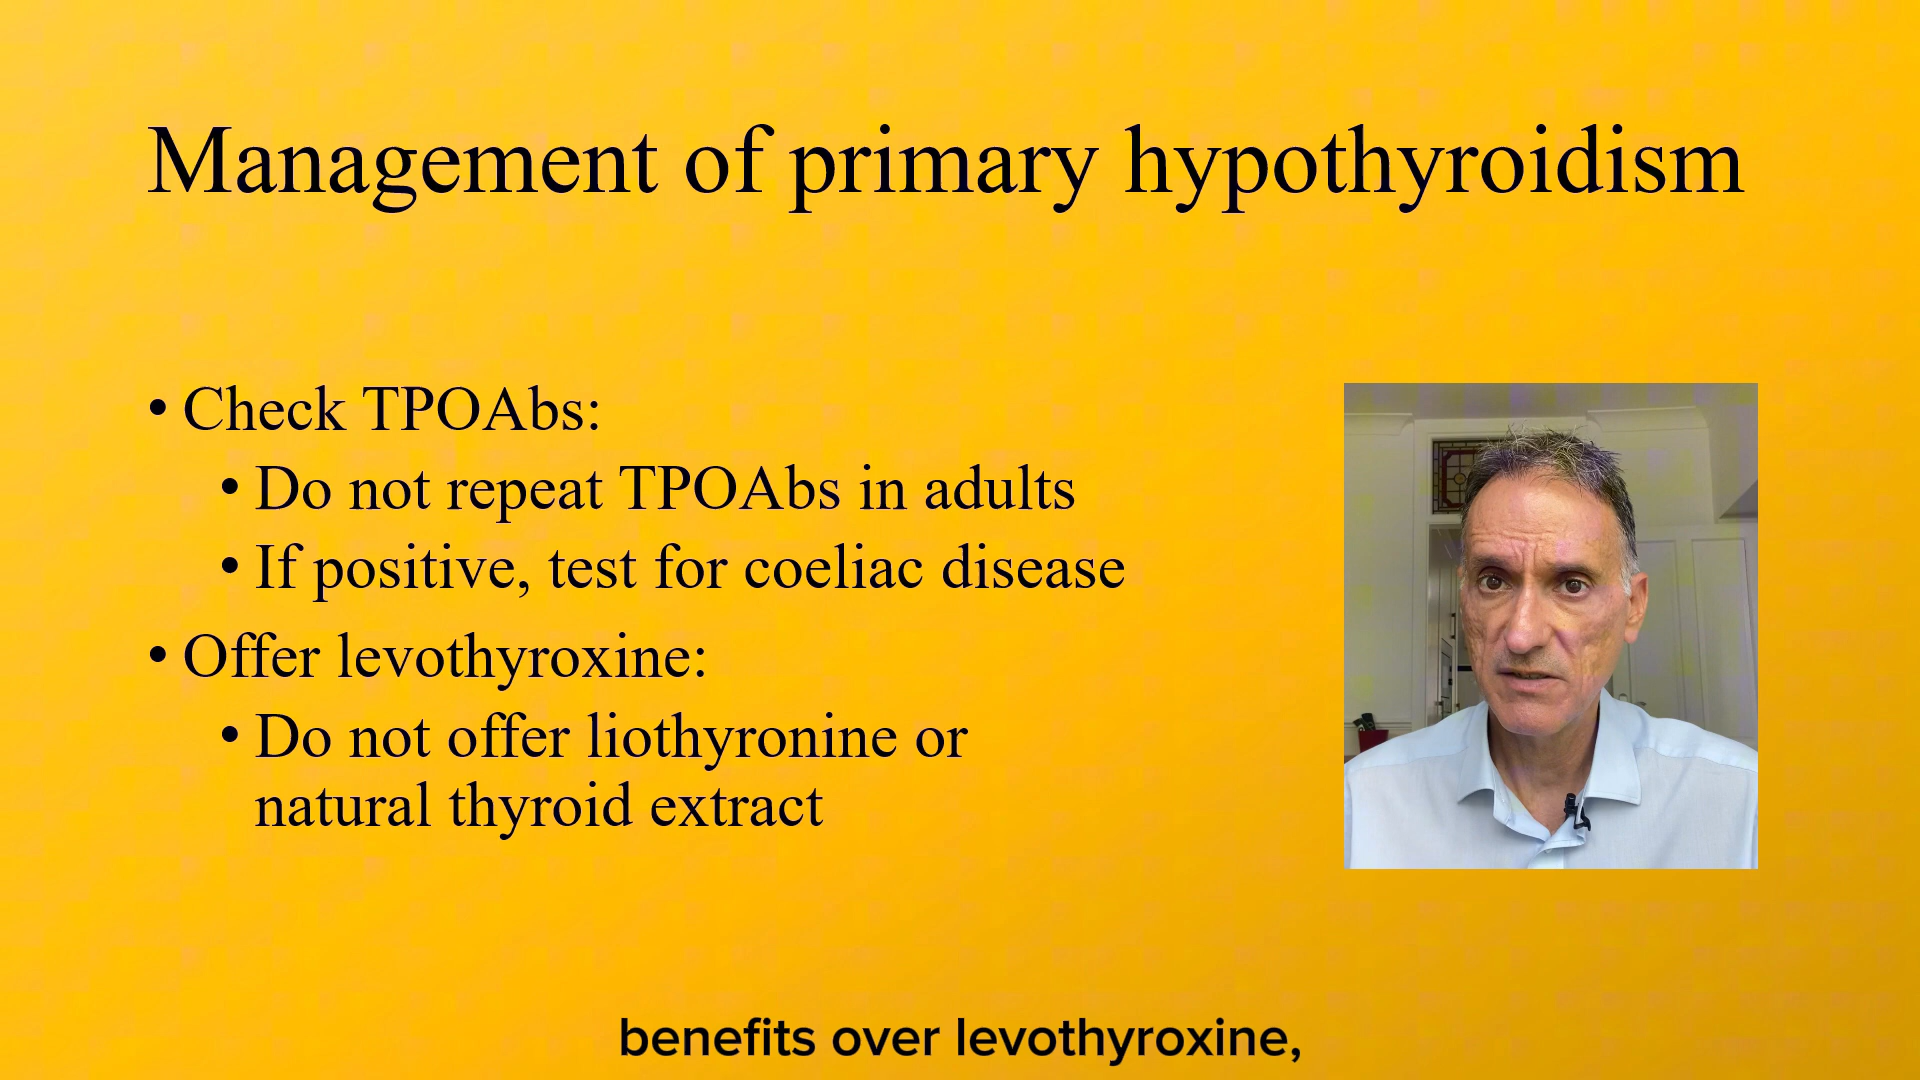 Management of primary hypothyroidism
• Check TPOAbs:
• Do not repeat TPOAbs in adults
• If positive, test for coeliac disease
• Offer levothyroxine:
• Do not offer liothyronine or
natural thyroid extract
benefits over levothyroxine,